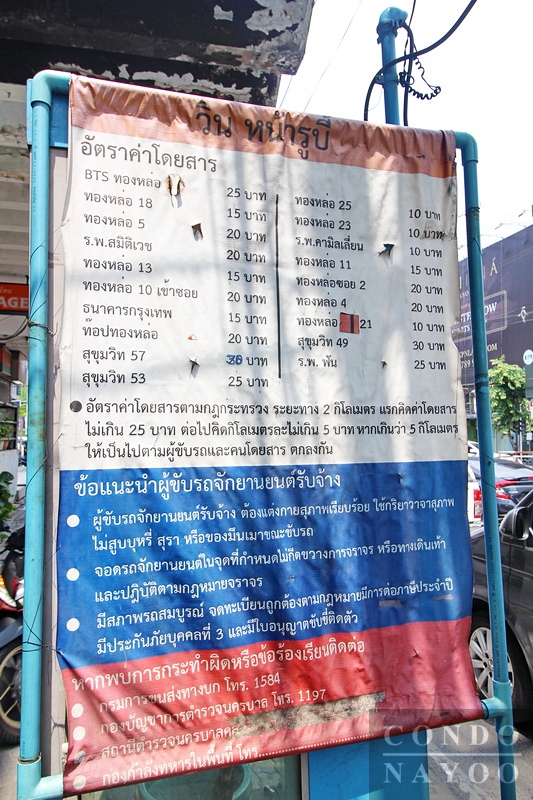 วิน หน้ารูปี
อัตราค่าโดยสาร
BTS ทองหล่อ 25 บาท
ทองหล่อ 18 15 บาท
ทองหล่อ 5 20 บาท
ร.พ.สมิติเวช 20 บาท
ทองหล่อ 13 15 บาท
ทองหล่อ 10 เข้าซอย 20 บาท
ธนาคารกรุงเทพ 15 บาท
ท๊อปทองหล่อ 20 บาท
สุขุมวิท 57 30 บาท
สุขุมวิท 53 25 บาท
ทองหล่อ 25 10 บาท
ทองหล่อ 23 10 บาท
ร.พ.คามิลเลี่ยน 20 บาท
ทองหล่อ 11 15 บาท
ทองหล่อซอย 2 20 บาท
ทองหล่อ 4 20 บาท
ทองหล่อ 21 10 บาท
สุขุมวิท 49 30 บาท
ร.พ. พัน 25 บาท
อัตราค่าโดยสารตามกฎกระทรวง ระยะทาง 2 กิโลเมตร แรกคิดค่าโดยสาร
ไม่เกิน 25 บาท ต่อไปคิดกิโลเมตรละไม่เกิน 5 บาท หากเกินกว่า 5 กิโลเมตร
ให้เป็นไปตามผู้ขับรถและคนโดยสาร ตกลงกัน
ข้อแนะนำผู้ขับรถจักยานยนต์รับจ้าง
ผู้ขับรถจักยานยนต์รับจ้าง ต้องแต่งกายสุภาพเรียบร้อย ใช้กริยาวาจาสุภาพ
ไม่สูบบุหรี่ สุรา หรือของมึนเมาขณะขับรถ
จอดรถจักยานยนต์ในจุดที่กำหนดไม่กีดขวางการจราจร หรือทางเดินเท้า
และปฎิบัติตามกฎหมายจราจร
มีสภาพรถสมบูรณ์ จดทะเบียนถูกต้องตามกฎหมายมีการต่อภาษีประจำปี
มีประกันภัยบุคคลที่ 3 และมีใบอนุญาตขับขี่ติดตัว
หากพบการกระทำผิดหรือข้อร้องเรียนติดต่อ
กรมการขนส่งทางบก โทร. 1584
กองบัญชาการตำรวจนครบาล โทร. 1197
สถานีตำรวจนครบาล
กองกำลังทหารในพื้นที่ โทร.
CONDO
NAYOO